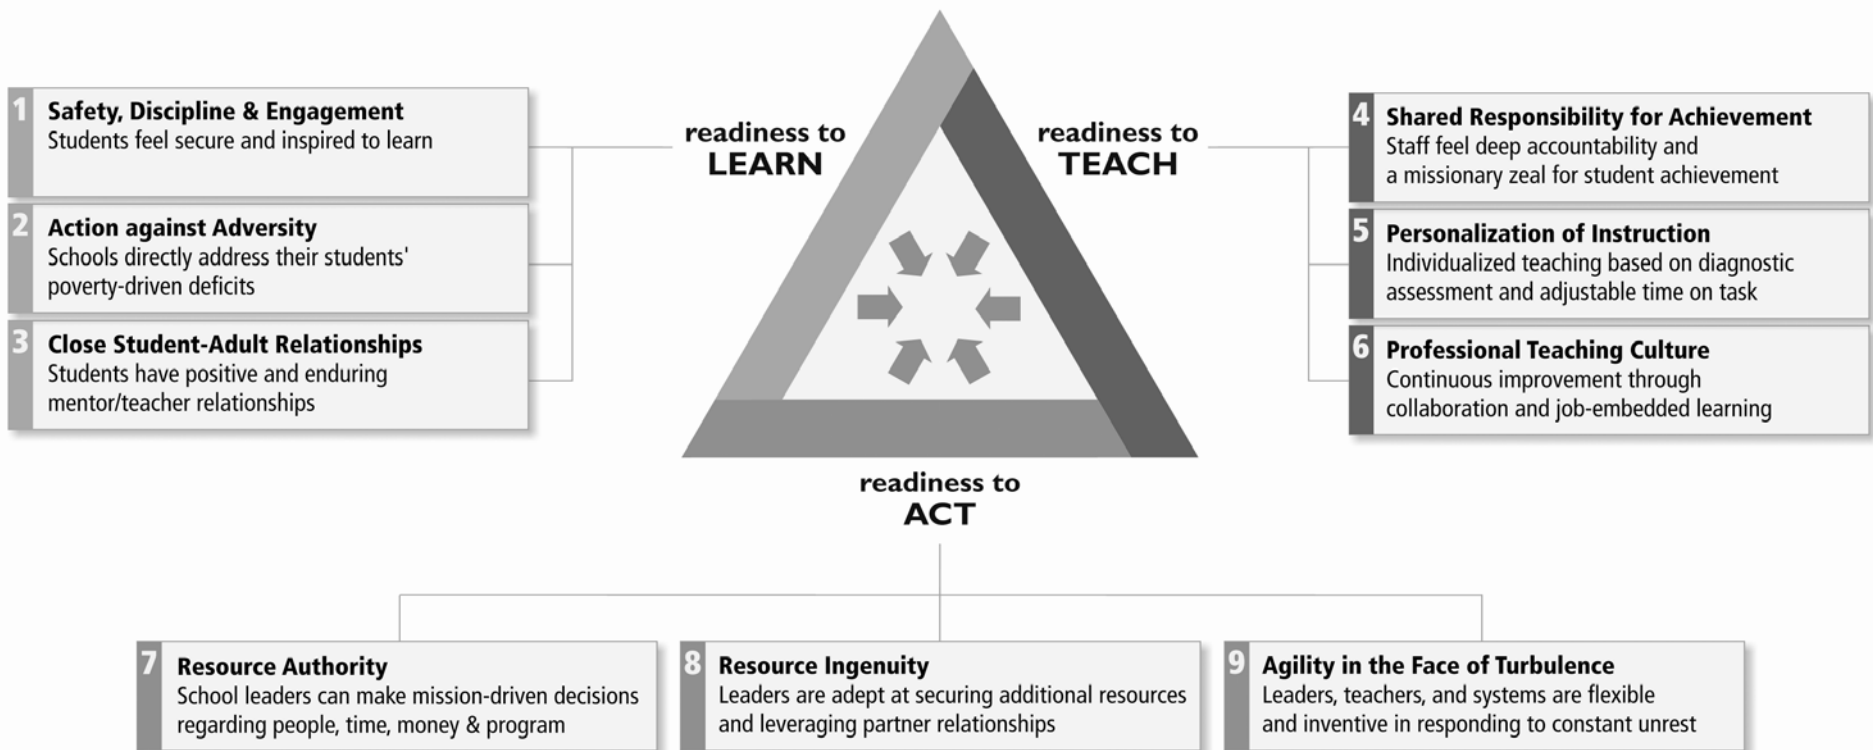 1
Safety, Discipline & Engagement
Students feel secure and inspired to learn
2
Action against Adversity
Schools directly address their students'
poverty-driven deficits
3
Close Student-Adult Relationships
Students have positive and enduring
mentor/teacher relationships
readiness to
LEARN
readiness to
TEACH
4
Shared Responsibility for Achievement
Staff feel deep accountability and
a missionary zeal for student achievement
5
Personalization of Instruction
Individualized teaching based on diagnostic
assessment and adjustable time on task
6
Professional Teaching Culture
Continuous improvement through
collaboration and job-embedded learning
readiness to
ACT
7
Resource Authority
School leaders can make mission-driven decisions
regarding people, time, money & program
8
Resource Ingenuity
Leaders are adept at securing additional resources
and leveraging partner relationships
9
Agility in the Face of Turbulence
Leaders, teachers, and systems are flexible
and inventive in responding to constant unrest